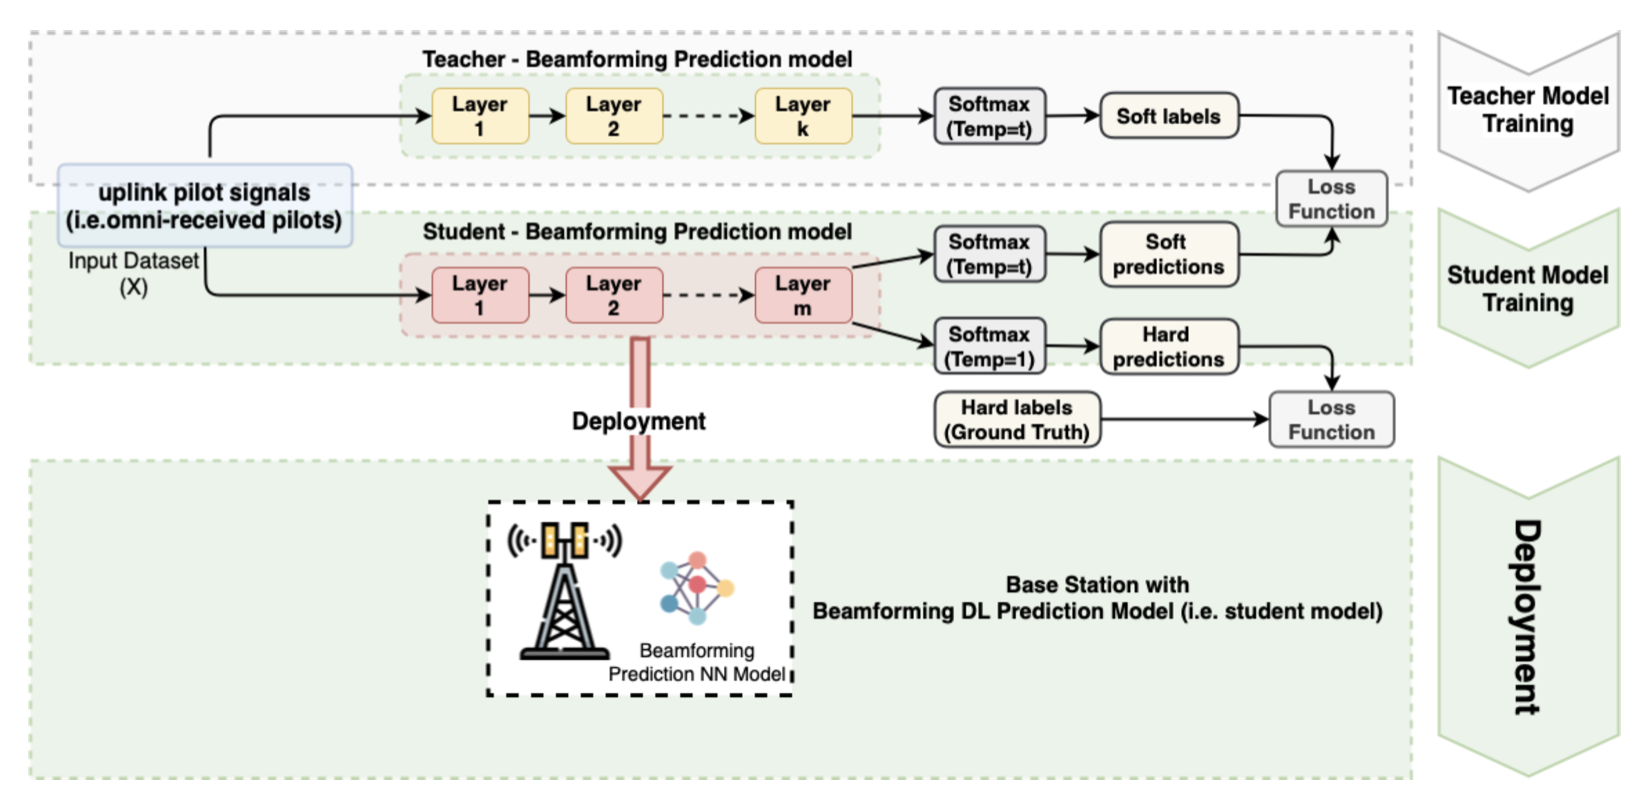 Teacher - Beamforming Prediction model
Layer
1
Layer
2
Layer
k
Softmax
(Temp=t)
Soft labels
Teacher Model
Training
uplink pilot signals
(i.e.omni-received pilots)
Input Dataset
(X)
Loss
Function
Student - Beamforming Prediction model
Layer
1
Layer
2
Layer
m
Softmax
(Temp=t)
Soft
predictions
Student Model
Training
Softmax
(Temp=1)
Hard
predictions
Hard labels
(Ground Truth)
Loss
Function
Deployment
Beamforming
Prediction NN Model
Base Station with
Beamforming DL Prediction Model (i.e. student model)
Deployment